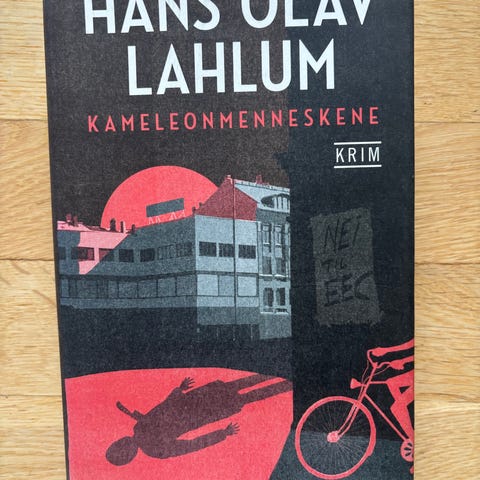 HANS OLAV
LAHLUM
KAMELEONMENNESKENE
KRIM
NEI
TIL
EEC